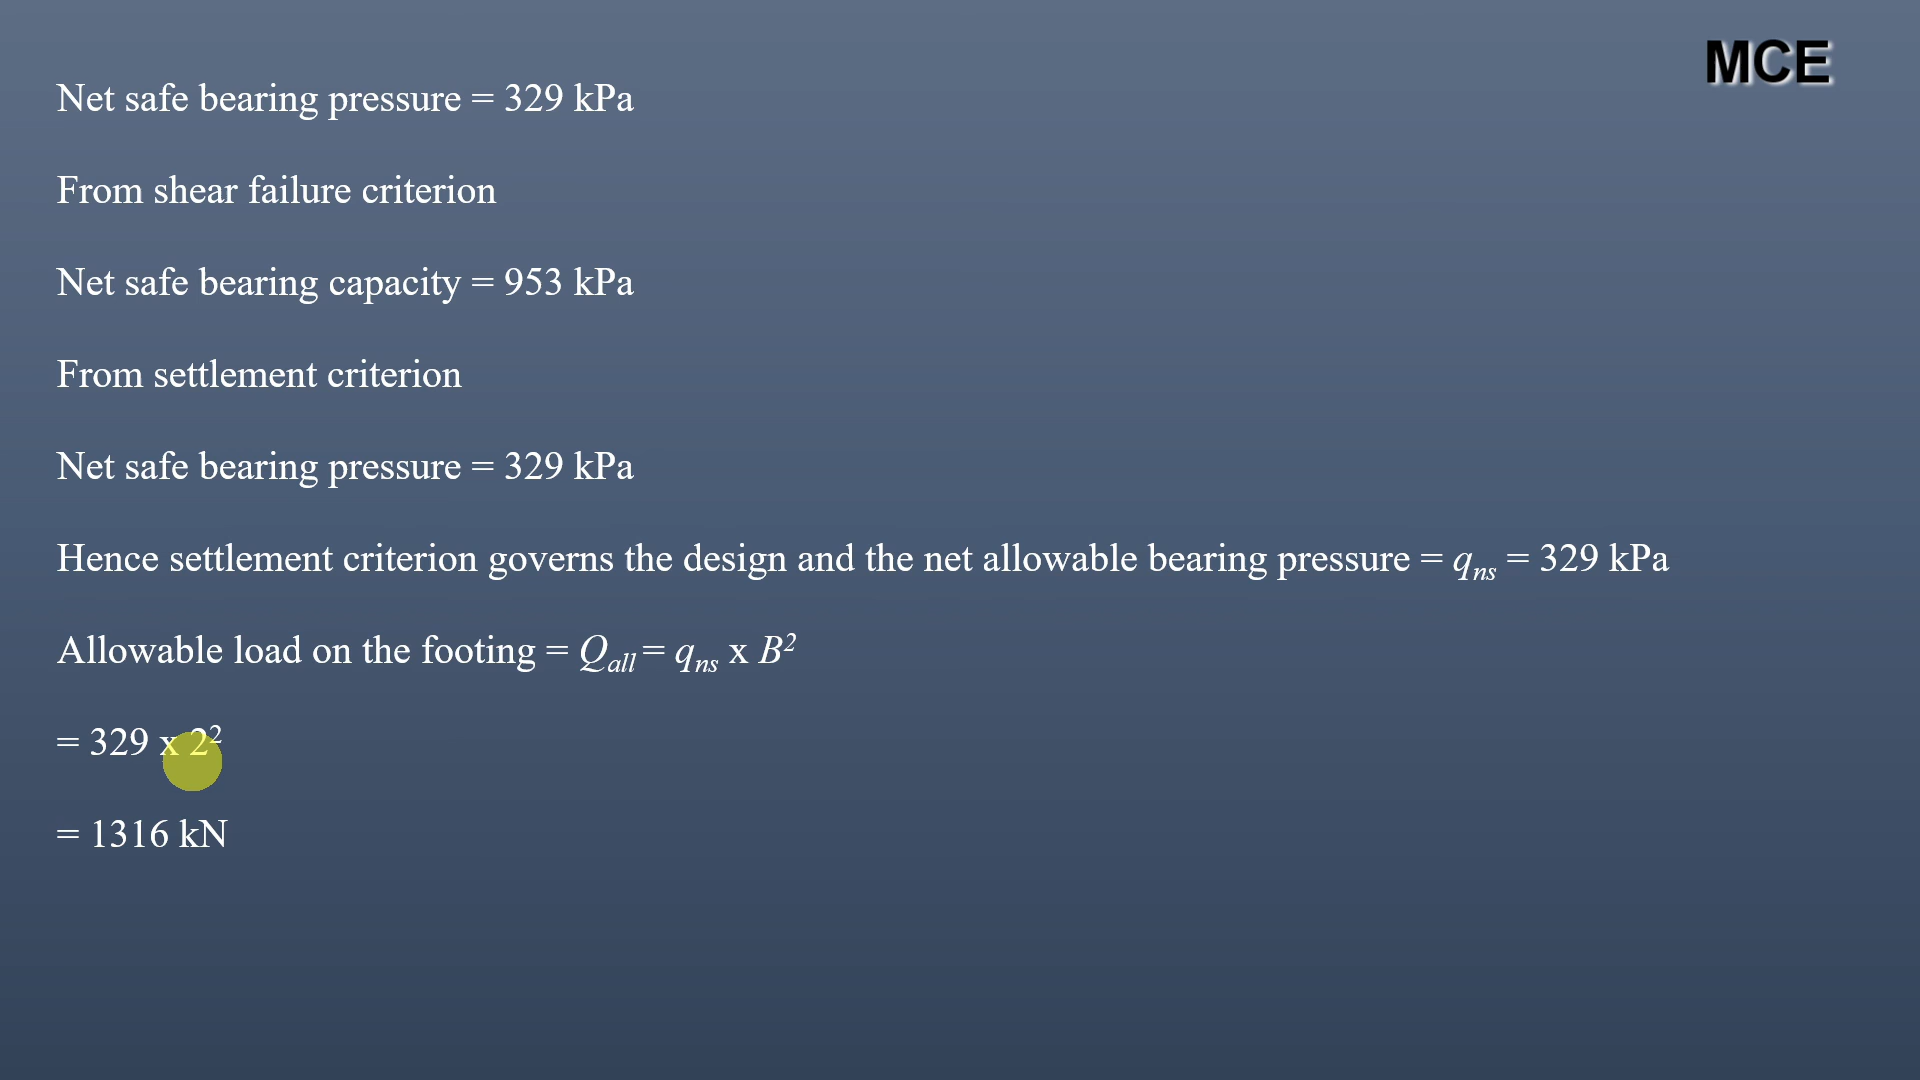 MCE
Net safe bearing pressure = 329 kPa
From shear failure criterion
Net safe bearing capacity = 953 kPa
From settlement criterion
Net safe bearing pressure = 329 kPa
Hence settlement criterion governs the design and the net allowable bearing pressure = qns = 329 kPa
Allowable load on the footing = Qall = qns x B²
= 329 x 2²
= 1316 kN